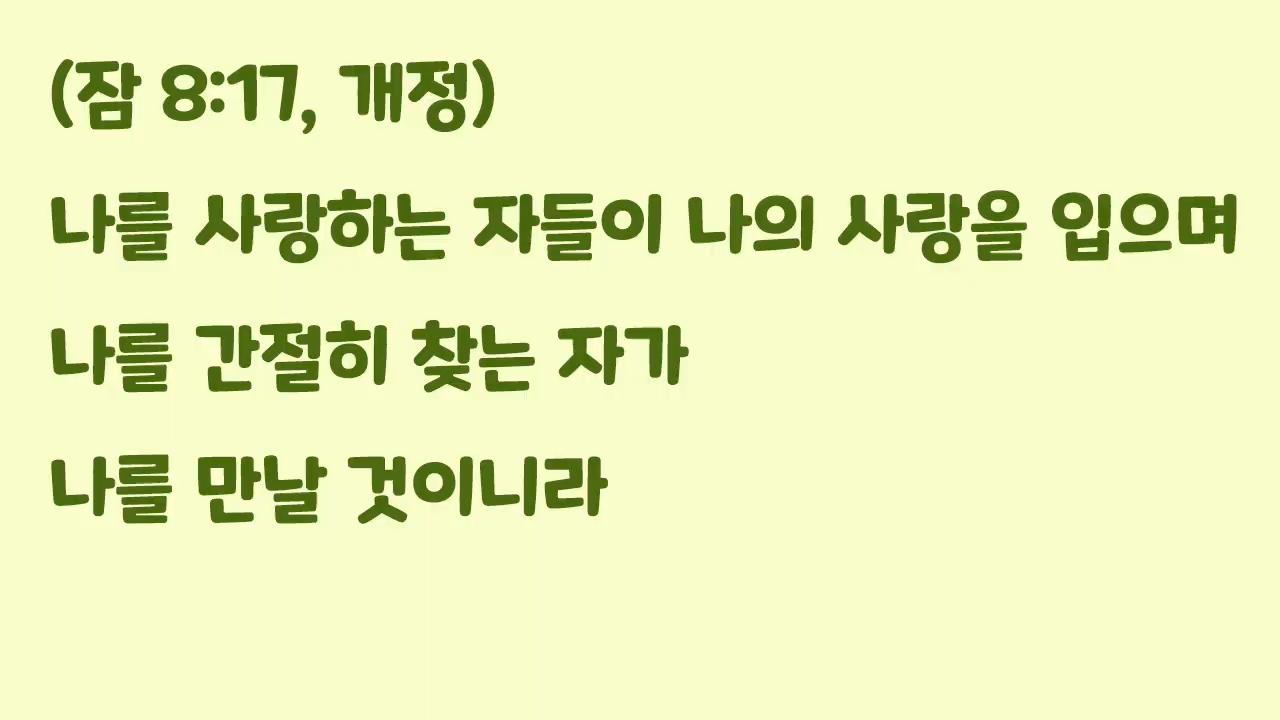 (잠 8:17, 개정)
나를 사랑하는 자들이 나의 사랑을 입으며
나를 간절히 찾는 자가
나를 만날 것이니라